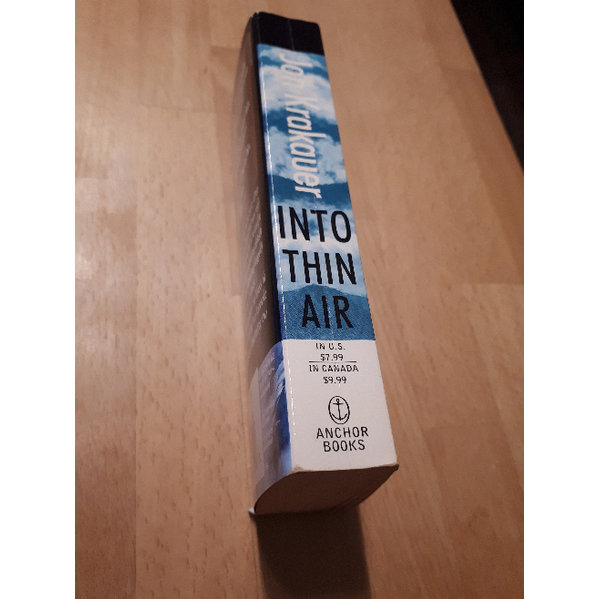 Jon Krakauer
INTO
THIN
AIR
IN U.S.
$7.99
IN CANADA
$9.99
ANCHOR
BOOKS